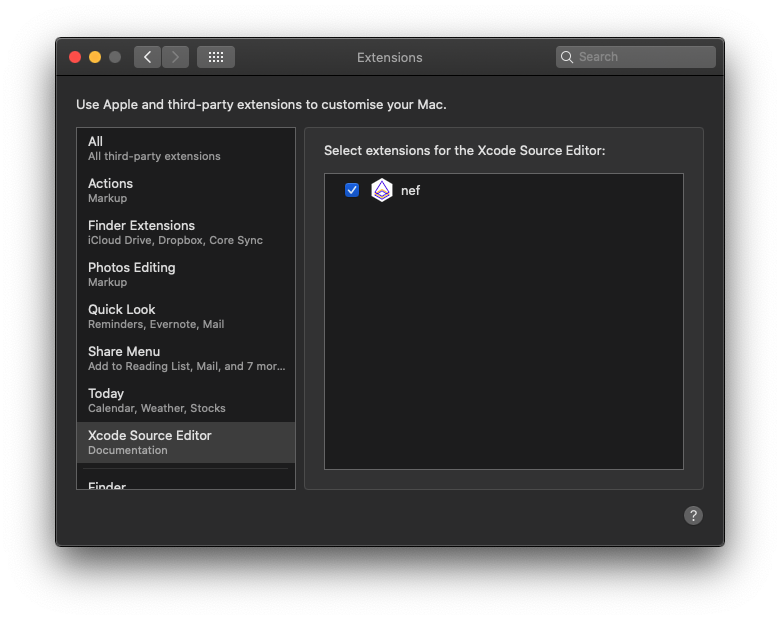 Extensions
Search
Use Apple and third-party extensions to customise your Mac.
All
All third-party extensions
Actions
Markup
Finder Extensions
iCloud Drive, Dropbox, Core Sync
Photos Editing
Markup
Quick Look
Reminders, Evernote, Mail
Share Menu
Add to Reading List, Mail, and 7 mor...
Today
Calendar, Weather, Stocks
Xcode Source Editor
Documentation
Finder
Select extensions for the Xcode Source Editor:
nef
?